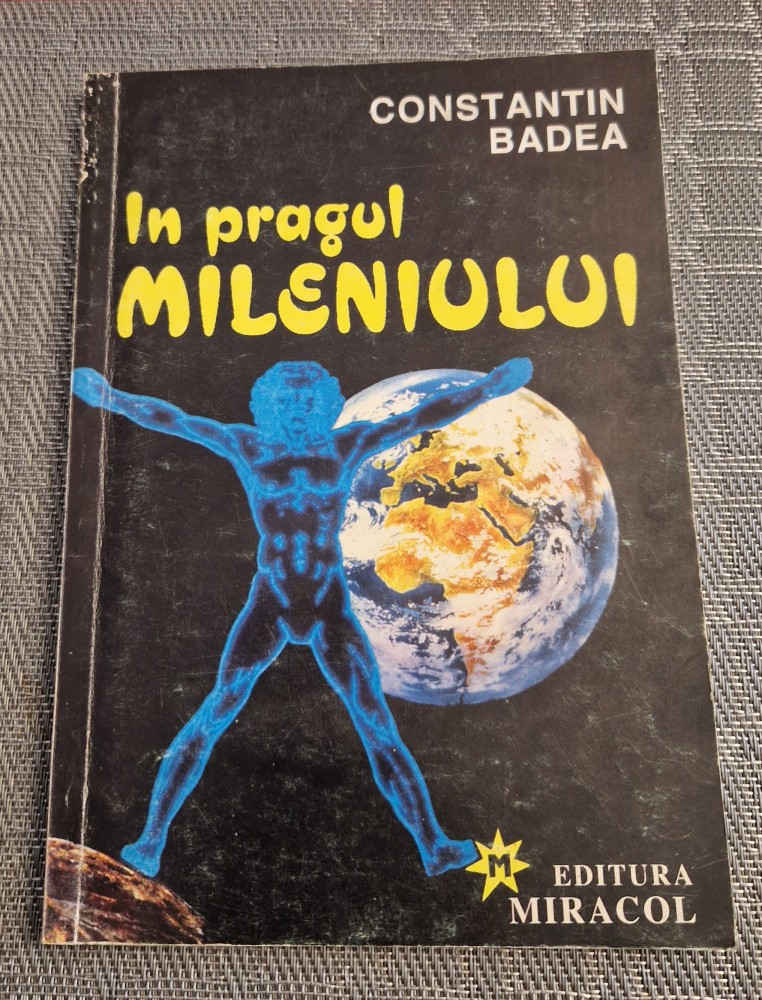 CONSTANTIN
BADEA
In pragul
MILENIULUI
M
EDITURA
MIRACOL